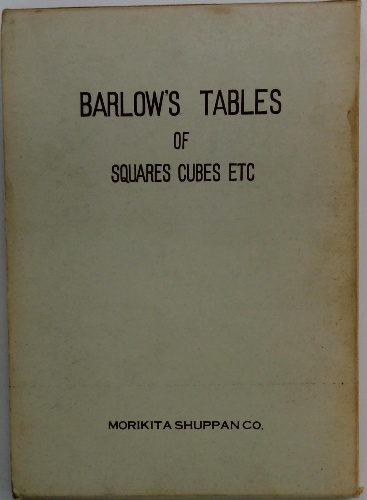 BARLOW'S TABLES
OF
SQUARES CUBES ETC
MORIKITA SHUPPAN CO.